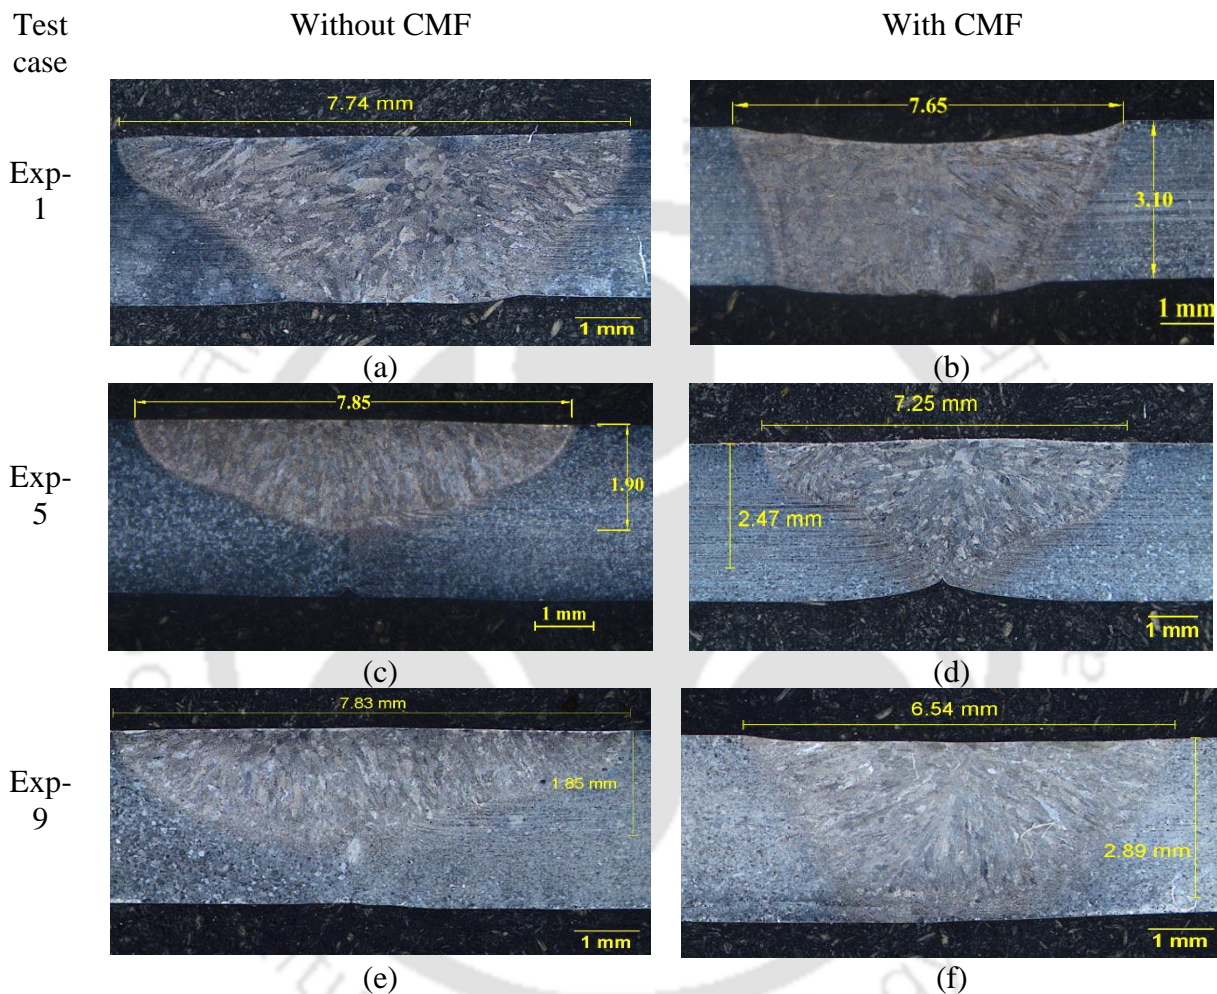 Test case
Without CMF
With CMF
Exp-1
7.74 mm
1 mm
7.65
3.10
1 mm
(a)
(b)
Exp-5
7.85
1.90
1 mm
7.25 mm
2.47 mm
1 mm
(c)
(d)
Exp-9
7.83 mm
1.85 mm
1 mm
6.54 mm
2.89 mm
1 mm
(e)
(f)